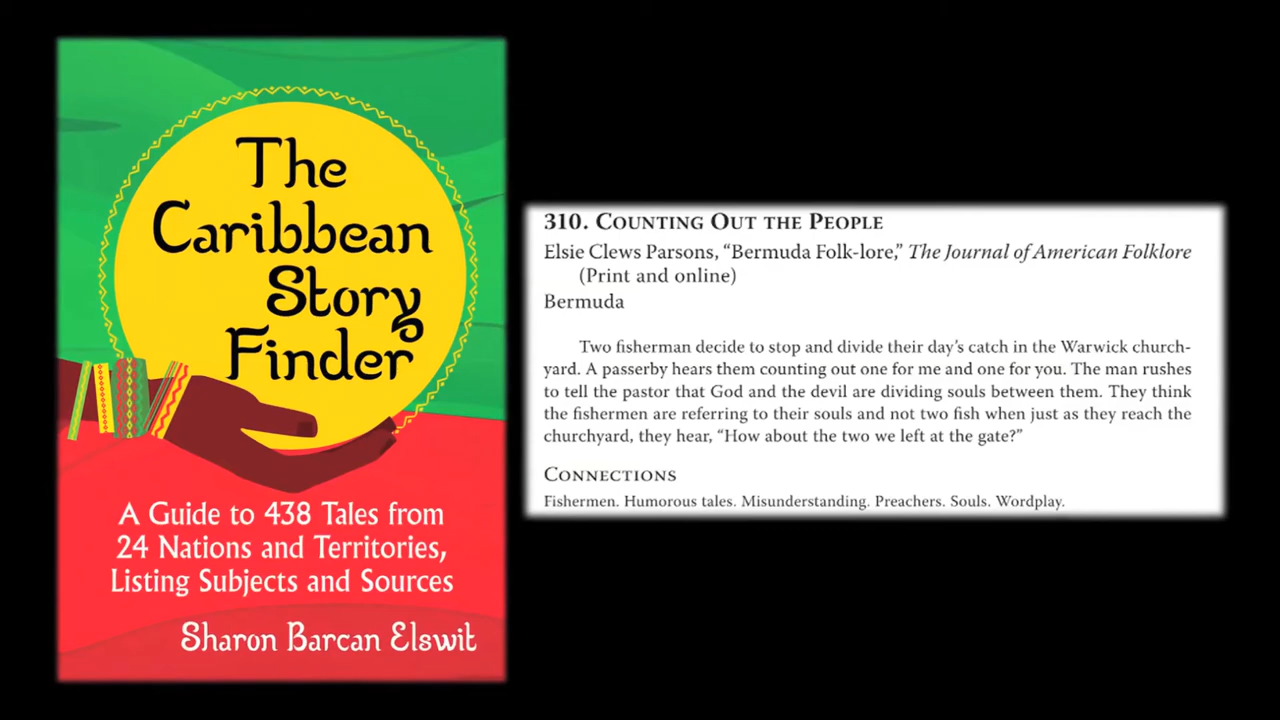 The
Caribbean
Story
Finder
A Guide to 438 Tales from
24 Nations and Territories,
Listing Subjects and Sources
Sharon Barcan Elswit
310. Counting Out the People
Elsie Clews Parsons, “Bermuda Folk-lore,” The Journal of American Folklore
(Print and online)
Bermuda
Two fisherman decide to stop and divide their day’s catch in the Warwick church-
yard. A passerby hears them counting out one for me and one for you. The man rushes
to tell the pastor that God and the devil are dividing souls between them. They think
the fishermen are referring to their souls and not two fish when just as they reach the
churchyard, they hear, “How about the two we left at the gate?”
Connections
Fishermen. Humorous tales. Misunderstanding. Preachers. Souls. Wordplay.